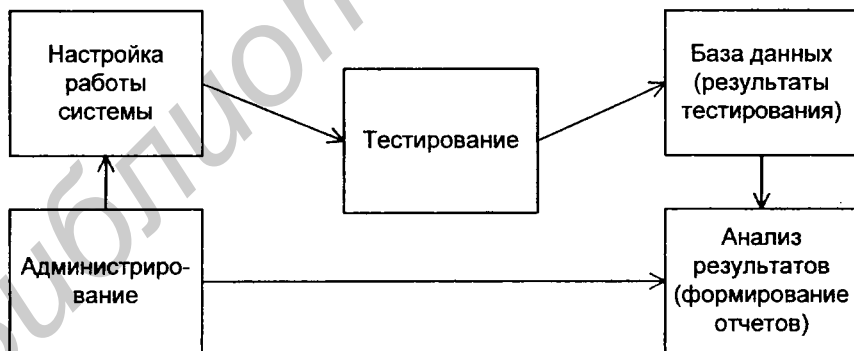 Настройка
работы
системы
База данных
(результаты
тестирования)
Тестирование
Администриро-
вание
Анализ
результатов
(формирование
отчетов)